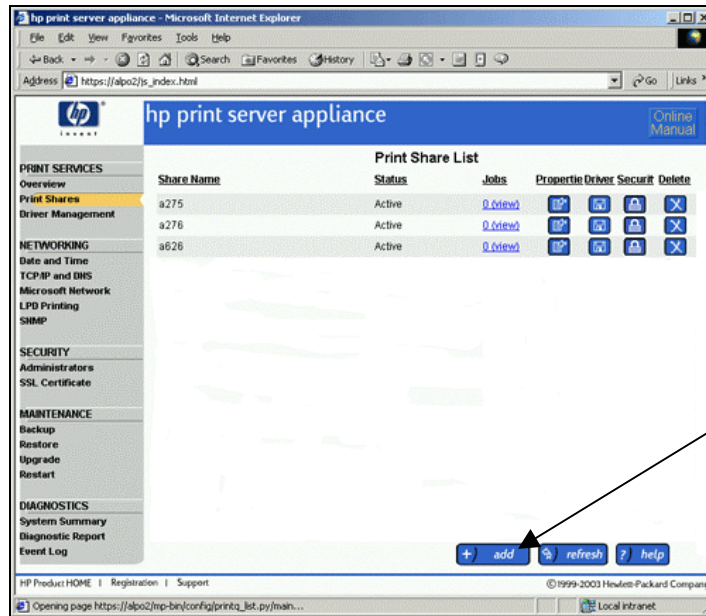 hp print server appliance - Microsoft Internet Explorer
File Edit View Favorites Tools Help
Back Search Favorites History
Address https://alpo2/js_index.html Go Links
hp
invent
hp print server appliance
Online
Manual
Print Share List
PRINT SERVICES
Overview
Print Shares
Driver Management
NETWORKING
Date and Time
TCP/IP and DNS
Microsoft Network
LPD Printing
SNMP
SECURITY
Administrators
SSL Certificate
MAINTENANCE
Backup
Restore
Upgrade
Restart
DIAGNOSTICS
System Summary
Diagnostic Report
Event Log
Share Name Status Jobs Propertie Driver Securit Delete
a275 Active 0 (view)
a276 Active 0 (view)
a626 Active 0 (view)
+) add
) refresh
?) help
HP Product HOME | Registration | Support ©1999-2003 Hewlett-Packard Compan
Opening page https://alpo2/mp-bin/config/printq_list.py/main... Local intranet